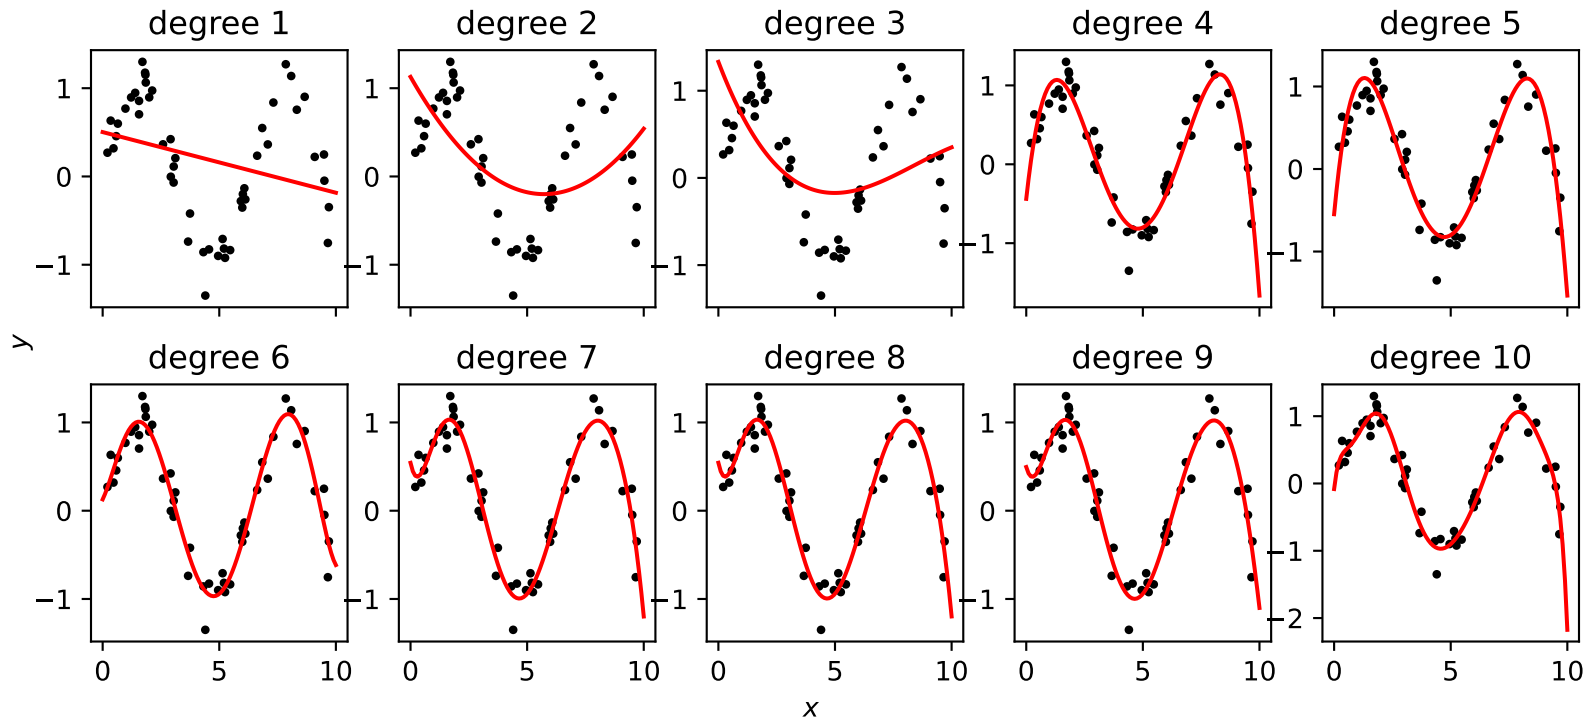 degree 1 degree 2 degree 3 degree 4 degree 5
1 1 1 1 1
0 0 0 0 0
−1 −1 −1 −1 −1
y
degree 6 degree 7 degree 8 degree 9 degree 10
1 1 1 1 1
0 0 0 0 0
−1 −1 −1 −1 −1
−2
0 5 10 0 5 10 0 5 10 0 5 10 0 5 10
x